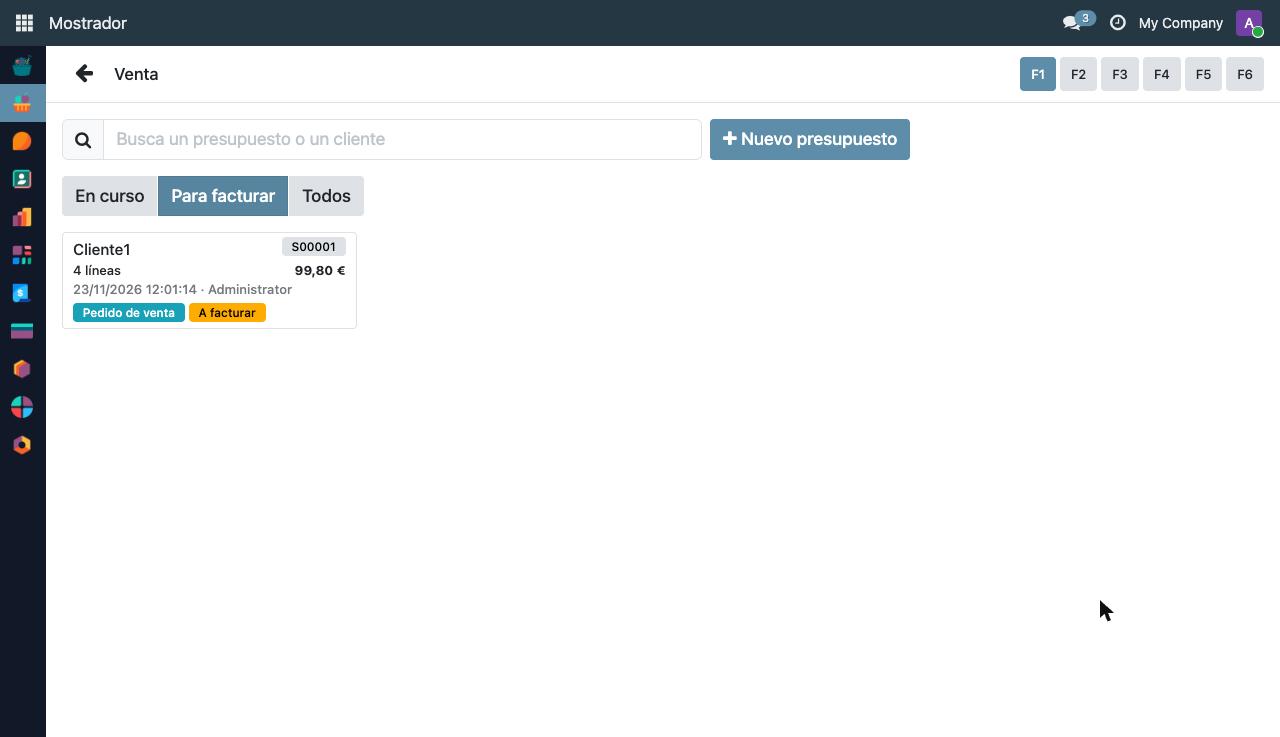 Mostrador
3
My Company
A
Venta
F1 F2 F3 F4 F5 F6
Busca un presupuesto o un cliente
Nuevo presupuesto
En curso Para facturar Todos
Cliente1 S00001
4 líneas 99,80 €
23/11/2026 12:01:14 · Administrator
Pedido de venta A facturar